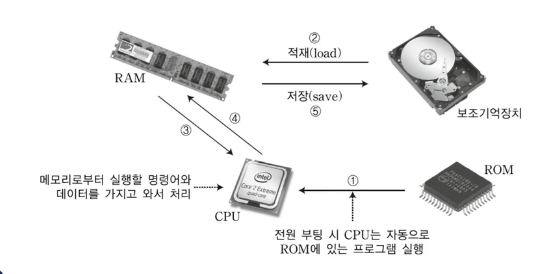 ②
적재(load)
RAM
저장(save)
⑤
보조기억장치
③
④
메모리로부터 실행할 명령어와
데이터를 가지고 와서 처리
intel
Core 2 Extreme
quad-core
CPU
①
ROM
전원 부팅 시 CPU는 자동으로
ROM에 있는 프로그램 실행